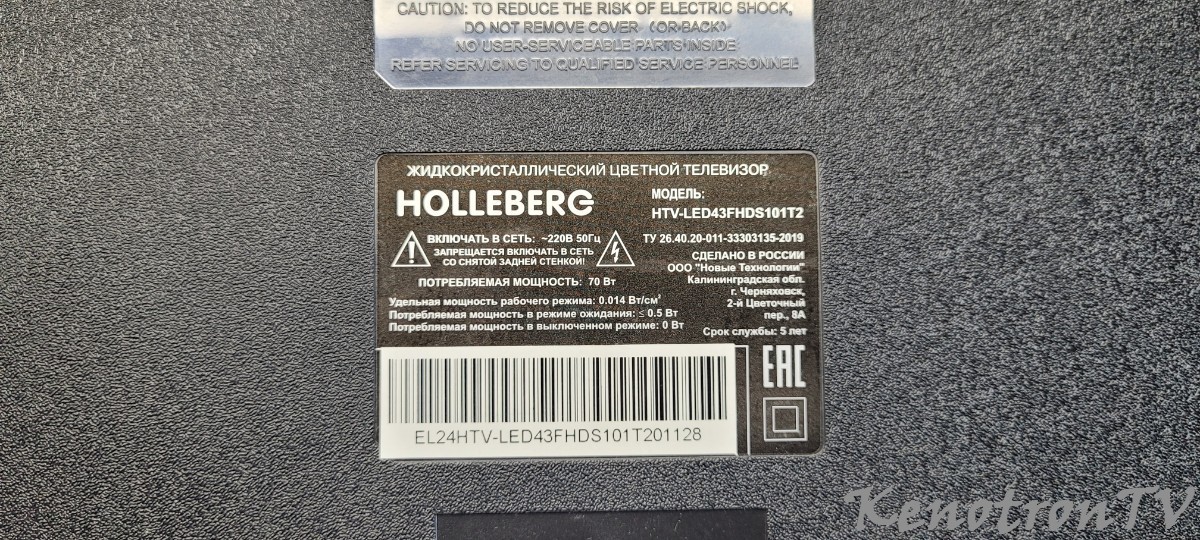 CAUTION: TO REDUCE THE RISK OF ELECTRIC SHOCK,
DO NOT REMOVE COVER (OR BACK)
NO USER-SERVICEABLE PARTS INSIDE
REFER SERVICING TO QUALIFIED SERVICE PERSONNEL
ЖИДКОКРИСТАЛЛИЧЕСКИЙ ЦВЕТНОЙ ТЕЛЕВИЗОР
HOLLEBERG
МОДЕЛЬ:
HTV-LED43FHDS101T2
ВКЛЮЧАТЬ В СЕТЬ: ~220В 50Гц
ЗАПРЕЩАЕТСЯ ВКЛЮЧАТЬ В СЕТЬ
СО СНЯТОЙ ЗАДНЕЙ СТЕНКОЙ!
ПОТРЕБЛЯЕМАЯ МОЩНОСТЬ: 70 Вт
Удельная мощность рабочего режима: 0.014 Вт/см²
Потребляемая мощность в режиме ожидания: ≤ 0.5 Вт
Потребляемая мощность в выключенном режиме: 0 Вт
ТУ 26.40.20-011-33303135-2019
СДЕЛАНО В РОССИИ
ООО "Новые Технологии"
Калининградская обл.
г. Черняховск,
2-й Цветочный
пер., 8А
Срок службы: 5 лет
EAC
EL24HTV-LED43FHDS101T201128
KenotronTV